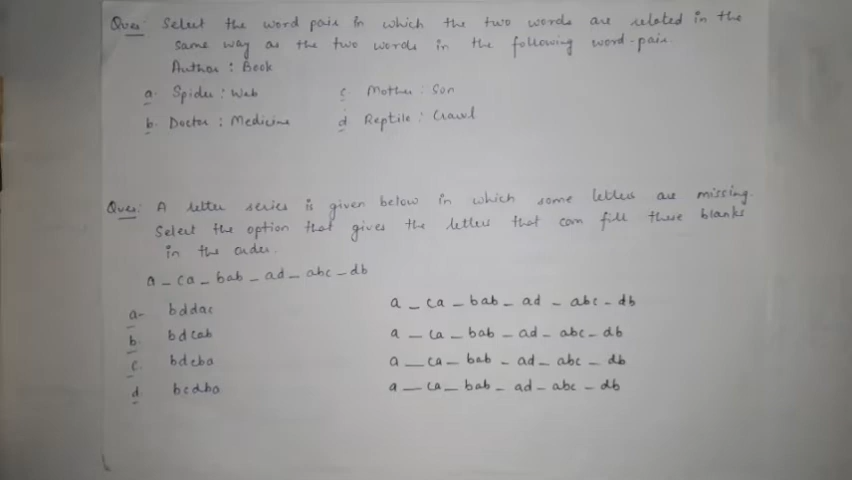 Ques: Select the word pair in which the two words are related in the
same way as the two words in the following word-pair.
Author : Book
a. Spider : Web c. Mother : Son
b. Doctor : Medicine d. Reptile : Crawl
Ques: A letter series is given below in which some letters are missing.
Select the option that gives the letters that can fill these blanks
in the order.
a _ ca _ bab _ ad _ abc _ db
a- bddac a _ ca _ bab _ ad _ abc _ db
b. bdcab a _ ca _ bab _ ad _ abc _ db
c. bdcba a _ ca _ bab _ ad _ abc _ db
d bcdba a _ ca _ bab _ ad _ abc _ db